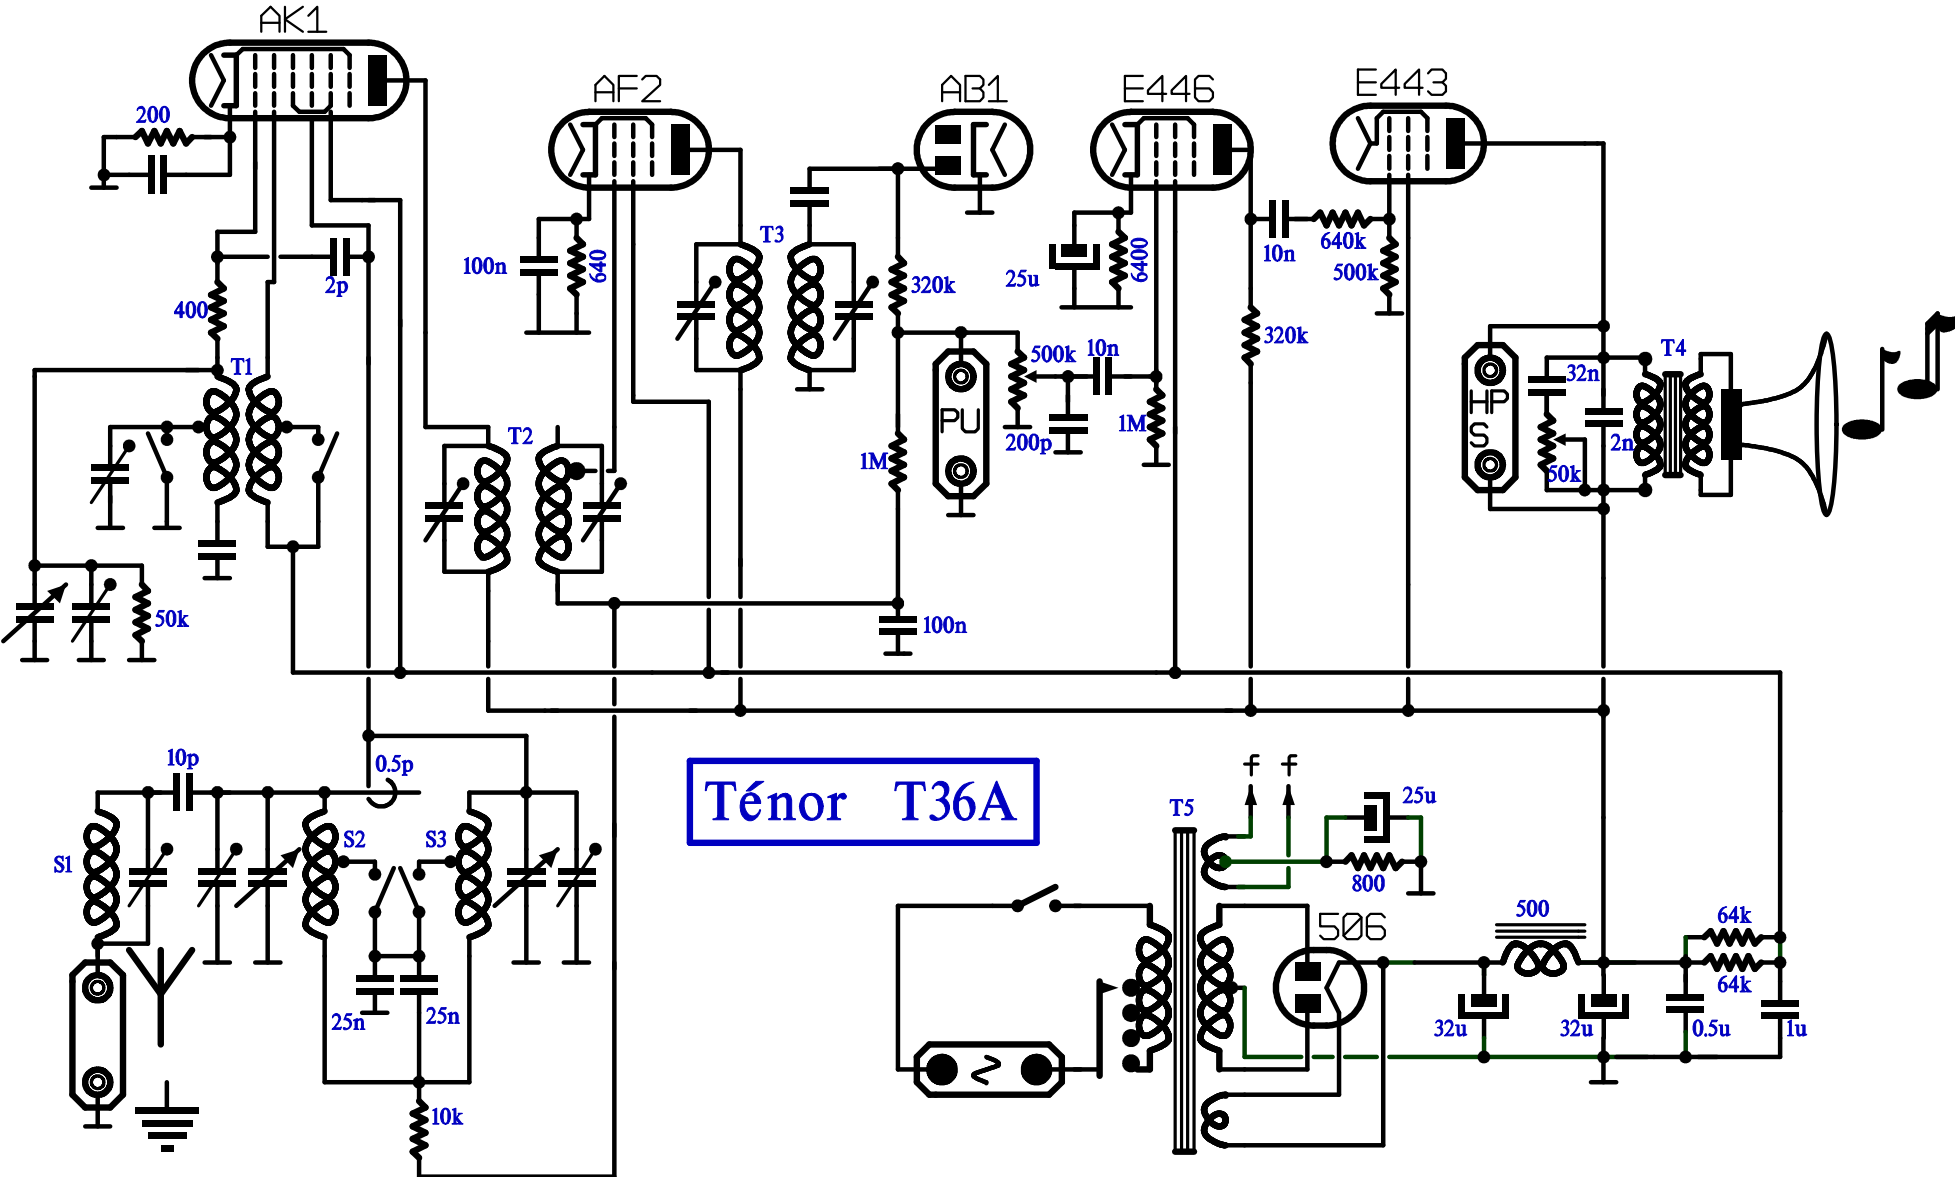 AK1
AF2
AB1
E446
E443
200
2p
400
T1
50k
100n
640
T3
320k
25u
6400
10n
640k
500k
320k
500k
10n
200p
1M
1M
PU
T2
100n
HP
S
32n
2n
50k
T4
10p
0.5p
S1
S2
S3
25n
25n
10k
Ténor T36A
f f
T5
25u
800
506
500
64k
64k
32u
32u
0.5u
1u